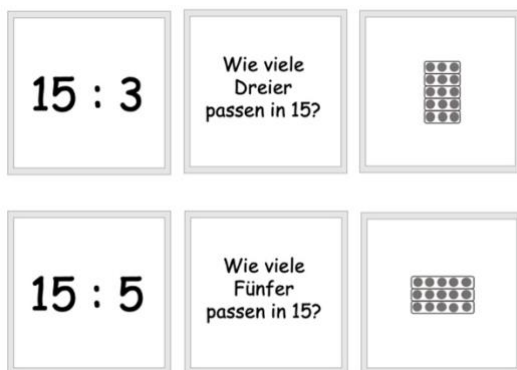 15 : 3
Wie viele
Dreier
passen in 15?
15 : 5
Wie viele
Fünfer
passen in 15?